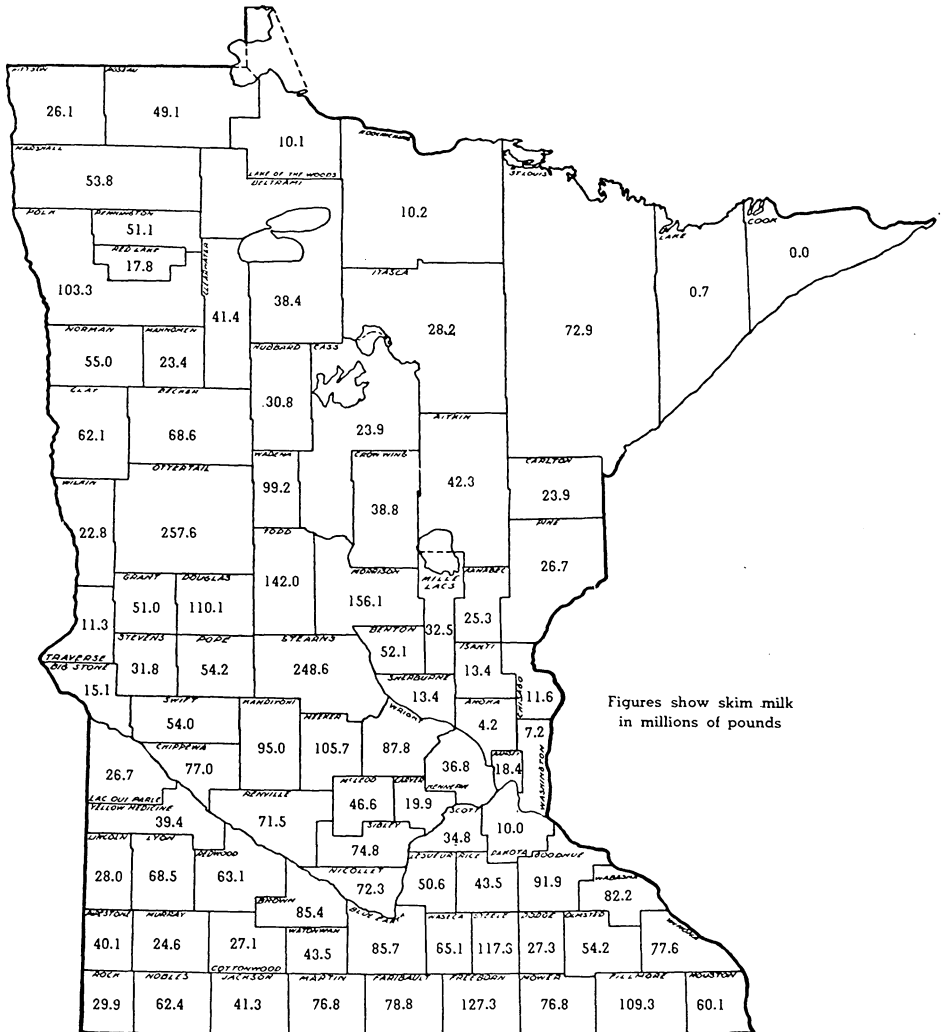 KITTSON
ROSEAU
26.1
49.1
10.1
LAKE OF THE WOODS
KOOCHICHING
MARSHALL
53.8
BELTRAMI
ST LOUIS
10.2
LAKE
COOK
0.0
0.7
POLK
PENNINGTON
51.1
RED LAKE
17.8
103.3
CLEARWATER
41.4
38.4
ITASCA
28.2
72.9
NORMAN
MAHNOMEN
55.0
23.4
HUBBARD
CASS
30.8
23.9
CLAY
BECKER
62.1
68.6
AITKIN
42.3
OTTERTAIL
WADENA
99.2
CROW WING
38.8
CARLTON
23.9
WILKIN
22.8
257.6
TODD
142.0
PINE
26.7
MORRISON
156.1
MILLE
LACS
32.5
KANABEC
25.3
GRANT
DOUGLAS
51.0
110.1
11.3
TRAVERSE
BIG STONE
15.1
STEVENS
POPE
31.8
54.2
STEARNS
248.6
BENTON
52.1
ISANTI
13.4
SHERBURNE
13.4
CHISAGO
11.6
Figures show skim milk
in millions of pounds
SWIFT
54.0
KANDIYOHI
95.0
MEEKER
105.7
WRIGHT
87.8
ANOKA
4.2
7.2
WASHINGTON
18.4
CHIPPEWA
77.0
26.7
LAC QUI PARLE
YELLOW MEDICINE
39.4
36.8
HENNEPIN
RENVILLE
71.5
McLEOD
46.6
CARVER
19.9
SIBLEY
74.8
SCOTT
34.8
10.0
DAKOTA
GOODHUE
LINCOLN
LYON
REDWOOD
28.0
68.5
63.1
NICOLLET
72.3
LESUEUR
RICE
50.6
43.5
91.9
WABASHA
82.2
BROWN
85.4
BLUE EARTH
85.7
MURRAY
40.1
24.6
27.1
COTTONWOOD
WATONWAN
43.5
WASECA
STEELE
DODGE
OLMSTED
WINONA
65.1
117.3
27.3
54.2
77.6
ROCK
NOBLES
JACKSON
MARTIN
FARIBAULT
FREEBORN
MOWER
FILLMORE
HOUSTON
29.9
62.4
41.3
76.8
78.8
127.3
76.8
109.3
60.1